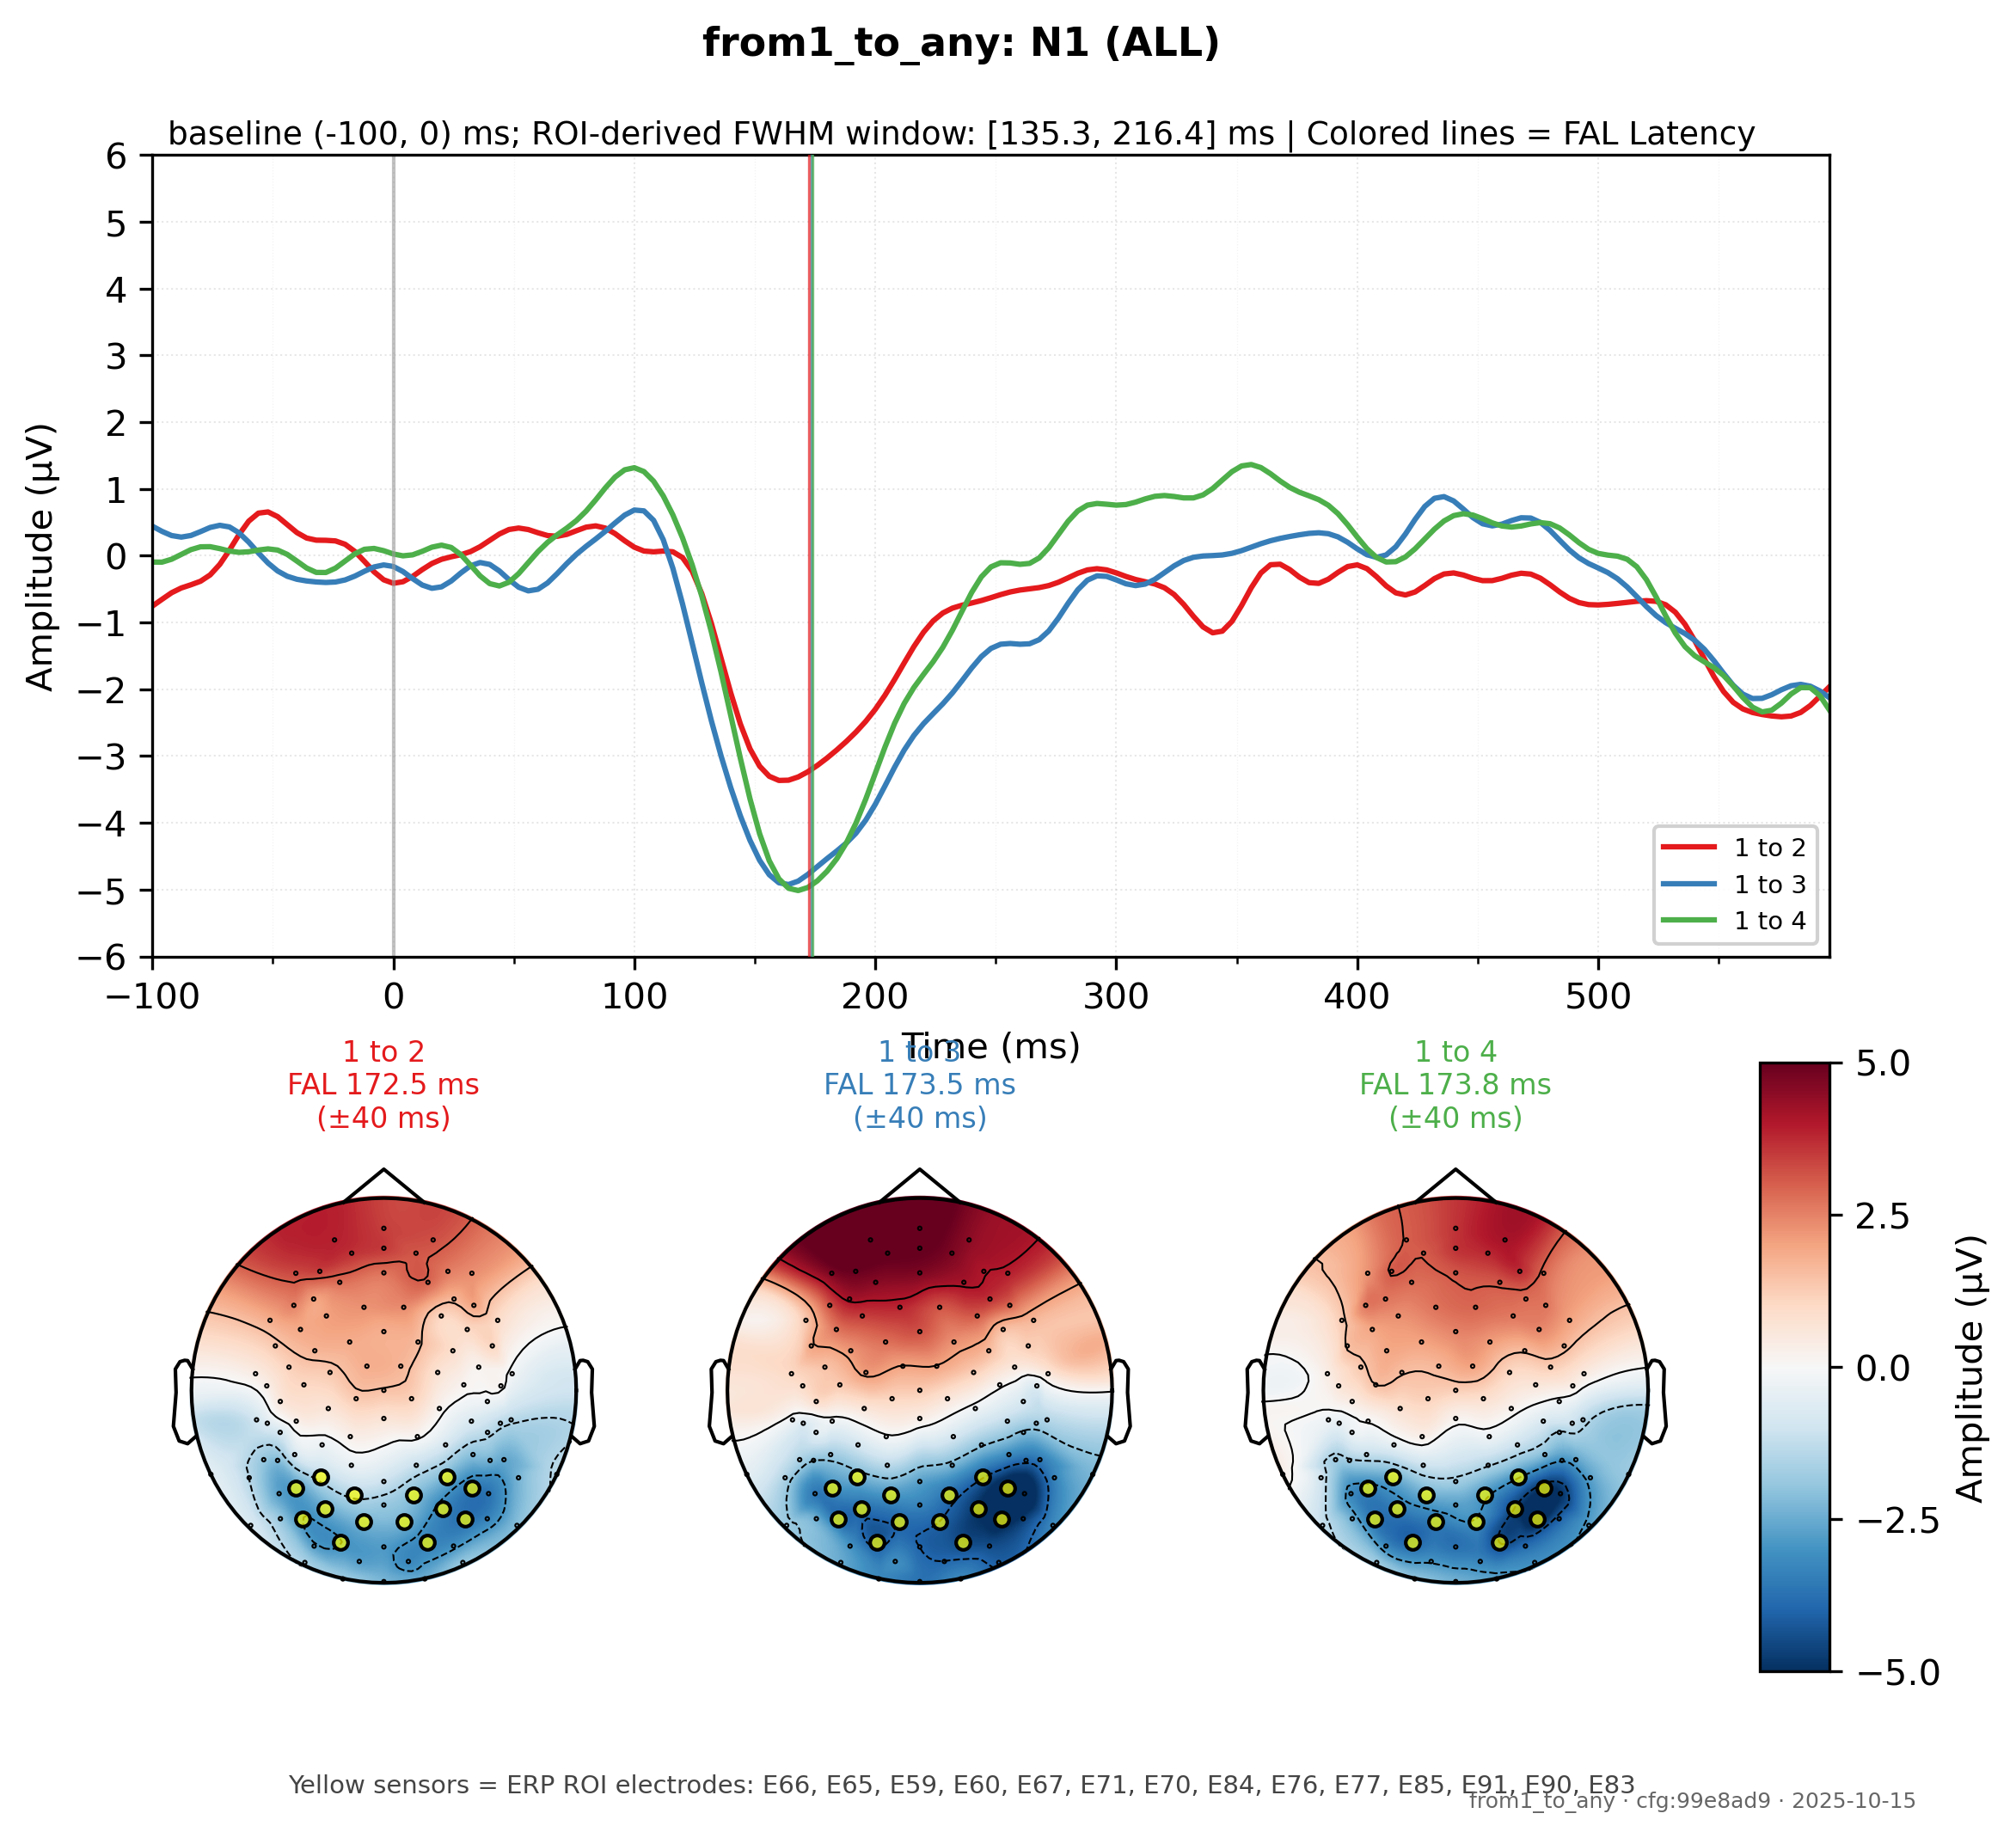 from1_to_any: N1 (ALL)
baseline (-100, 0) ms; ROI-derived FWHM window: [135.3, 216.4] ms | Colored lines = FAL Latency
6
5
4
3
2
1
0
−1
−2
−3
−4
−5
−6
Amplitude (µV)
1 to 2
1 to 3
1 to 4
−100
0
100
200
300
400
500
Time (ms)
1 to 2
FAL 172.5 ms
(±40 ms)
1 to 3
FAL 173.5 ms
(±40 ms)
1 to 4
FAL 173.8 ms
(±40 ms)
5.0
2.5
0.0
−2.5
−5.0
Amplitude (µV)
Yellow sensors = ERP ROI electrodes: E66, E65, E59, E60, E67, E71, E70, E84, E76, E77, E85, E91, E90, E83
from1_to_any · cfg:99e8ad9 · 2025-10-15